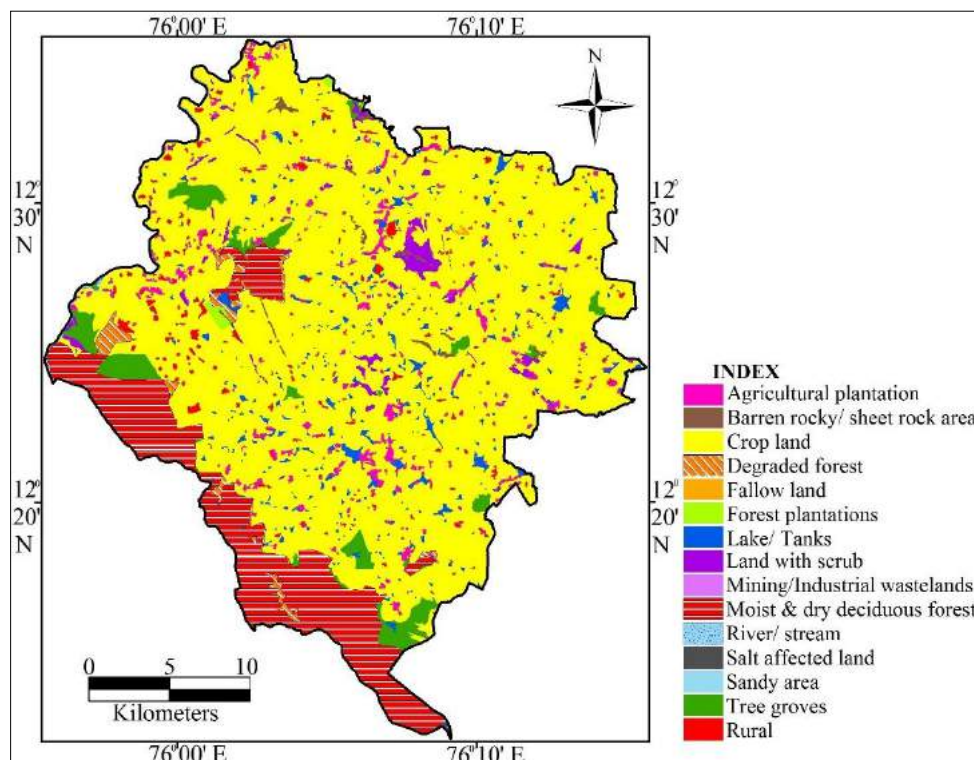 76°00' E 76°10' E
N
12°
30'
N
12°
30'
N
12°
20'
N
12°
20'
N
INDEX
Agricultural plantation
Barren rocky/ sheet rock area
Crop land
Degraded forest
Fallow land
Forest plantations
Lake/ Tanks
Land with scrub
Mining/Industrial wastelands
Moist & dry deciduous forest
River/ stream
Salt affected land
Sandy area
Tree groves
Rural
0 5 10
Kilometers
76°00' E 76°10' E